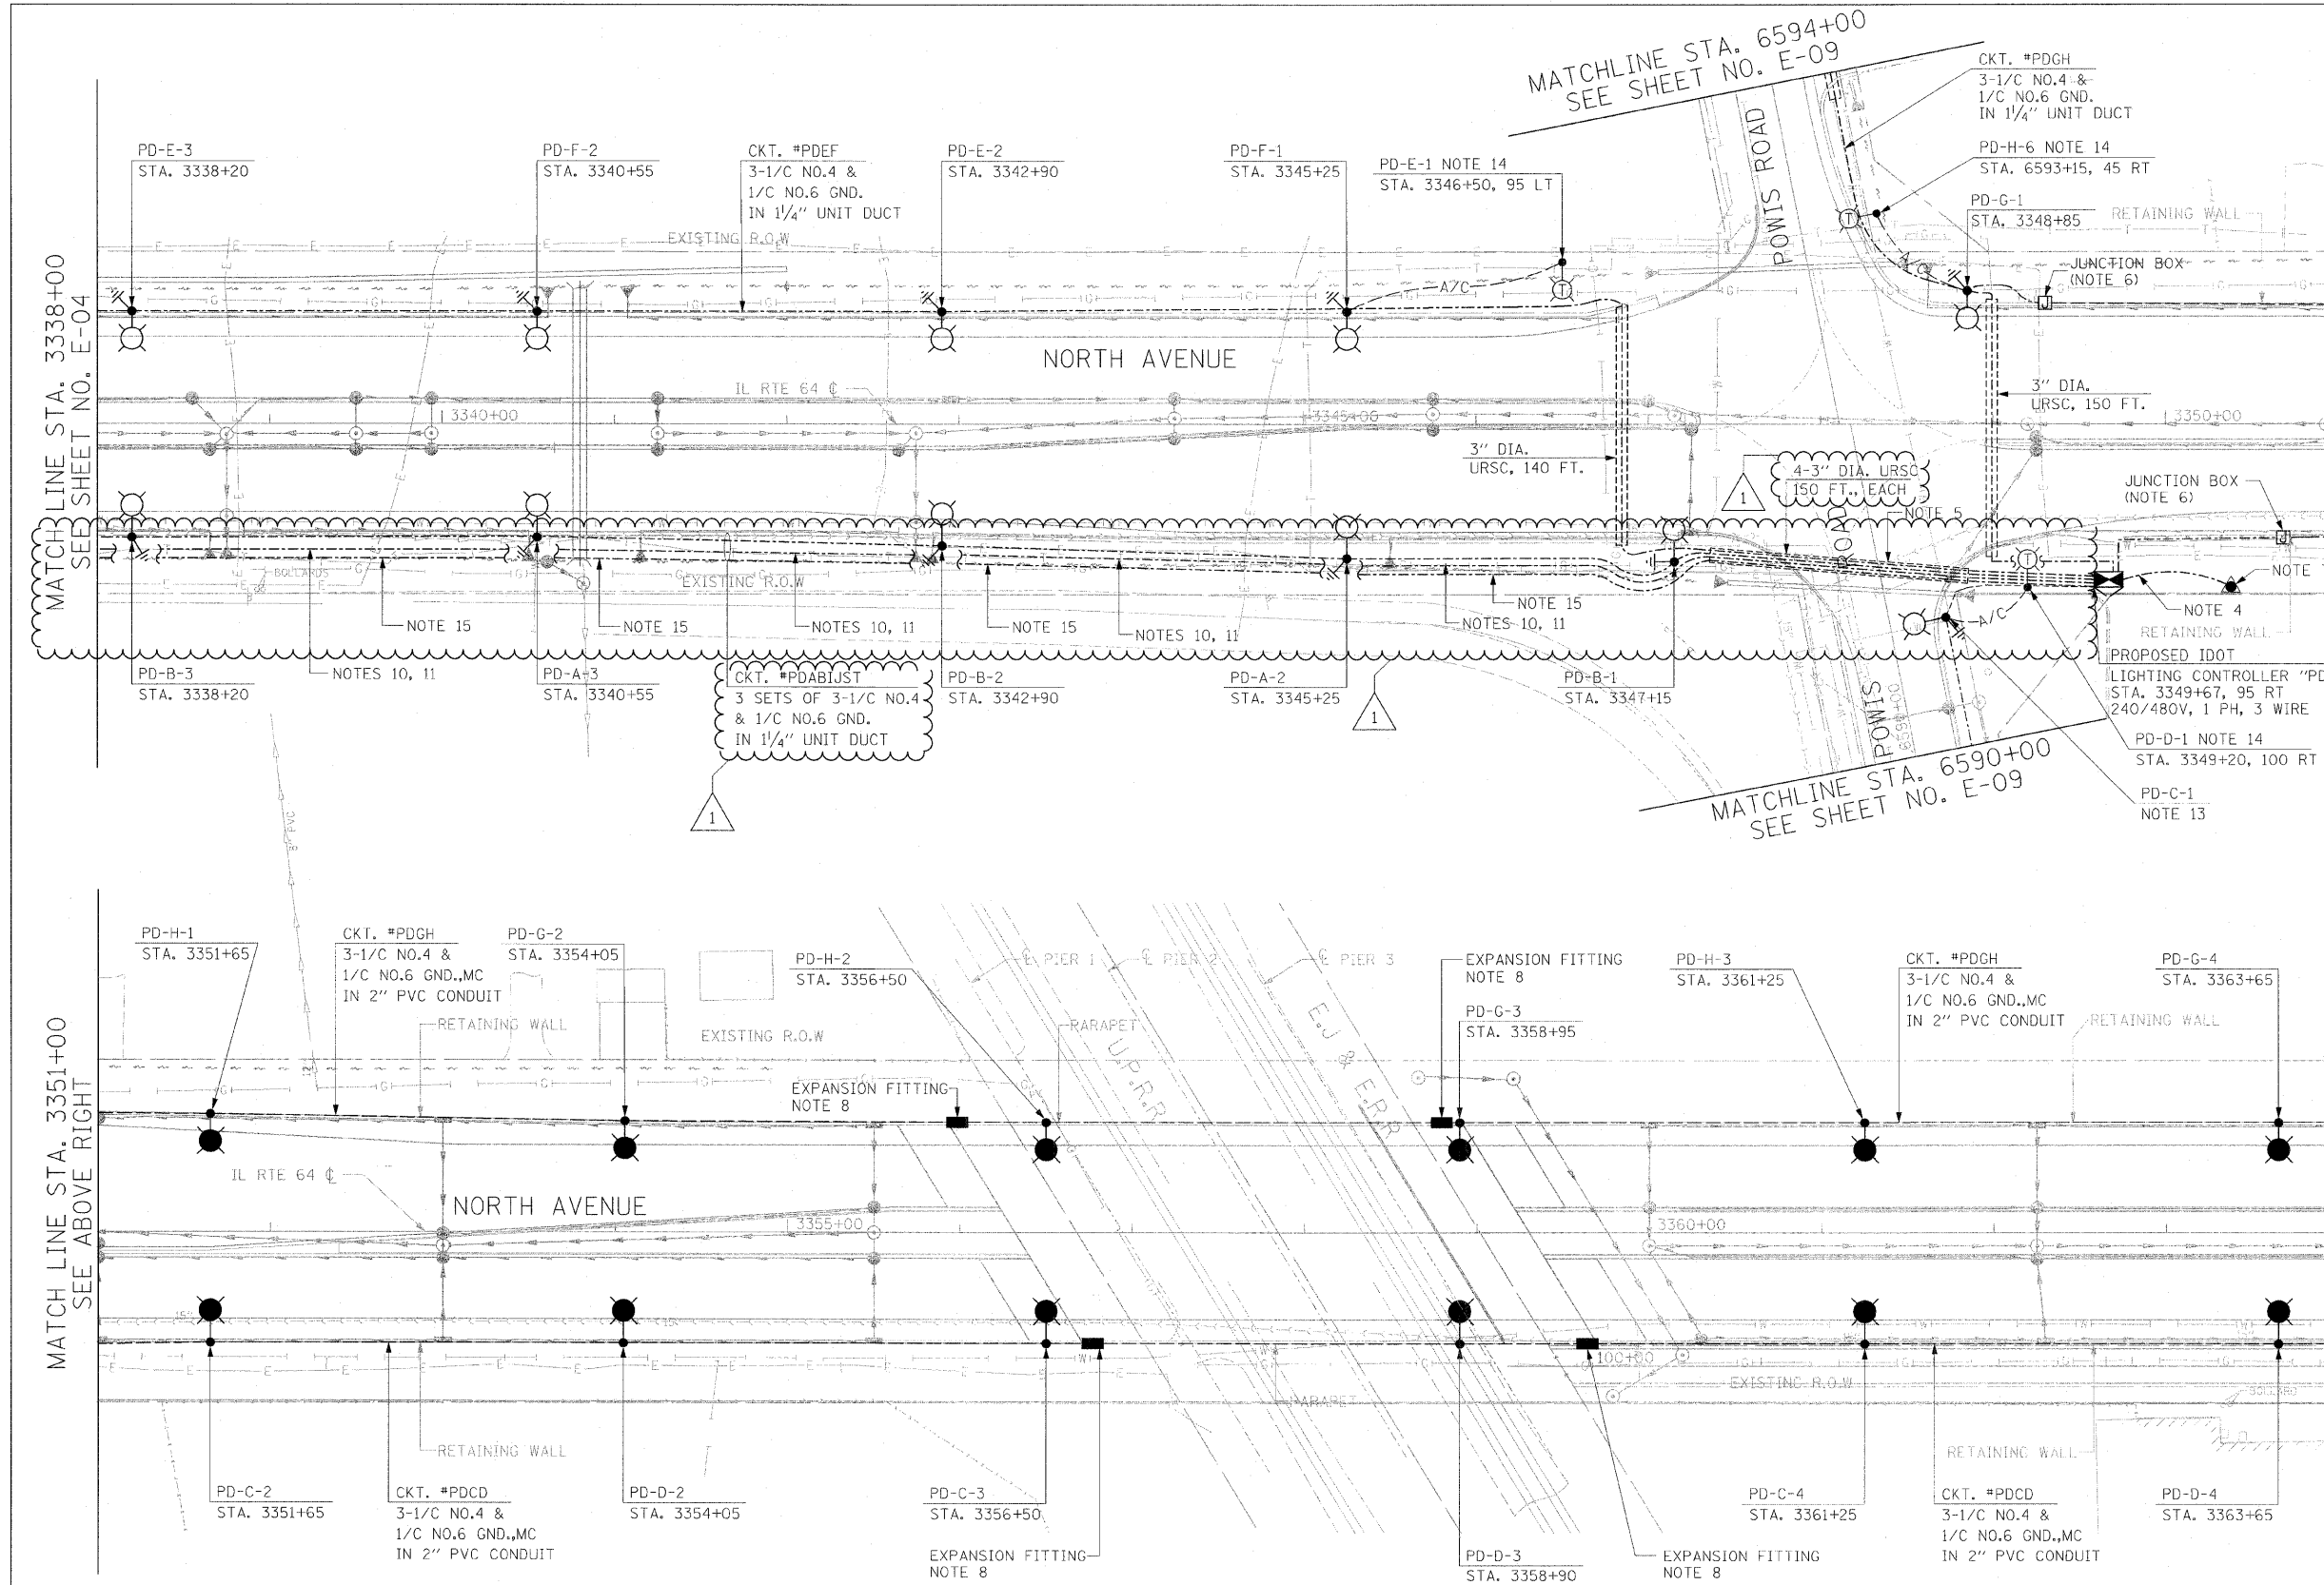 MATCHLINE STA. 6594+00
SEE SHEET NO. E-09
CKT. #PDGH
3-1/C NO.4 &
1/C NO.6 GND.
IN 1 1/4" UNIT DUCT
PD-E-3
STA. 3338+20
PD-F-2
STA. 3340+55
CKT. #PDEF
3-1/C NO.4 &
1/C NO.6 GND.
IN 1 1/4" UNIT DUCT
PD-E-2
STA. 3342+90
PD-F-1
STA. 3345+25
PD-E-1 NOTE 14
STA. 3346+50, 95 LT
POWIS ROAD
PD-H-6 NOTE 14
STA. 6593+15, 45 RT
PD-G-1
STA. 3348+85
RETAINING WALL
EXISTING R.O.W
JUNCTION BOX
(NOTE 6)
A/C
A/C
T
T
J
MATCH LINE STA. 3338+00
SEE SHEET NO. E-04
NORTH AVENUE
IL RTE 64 ℄
3340+00
3345+00
3350+00
3" DIA.
URSC, 150 FT.
3" DIA.
URSC, 140 FT.
1
4-3" DIA. URSC
150 FT., EACH
NOTE 5
JUNCTION BOX
(NOTE 6)
J
T
BOLLARDS
EXISTING R.O.W
ROAD
NOTE
NOTE 4
NOTE 15
NOTE 15
NOTES 10, 11
NOTE 15
NOTES 10, 11
NOTE 15
NOTES 10, 11
NOTES 10, 11
A/C
RETAINING WALL
PD-B-3
STA. 3338+20
PD-A-3
STA. 3340+55
CKT. #PDABIJST
3 SETS OF 3-1/C NO.4
& 1/C NO.6 GND.
IN 1 1/4" UNIT DUCT
1
PD-B-2
STA. 3342+90
PD-A-2
STA. 3345+25
1
PD-B-1
STA. 3347+15
POWIS
PROPOSED IDOT
LIGHTING CONTROLLER "PD
STA. 3349+67, 95 RT
240/480V, 1 PH, 3 WIRE
PD-D-1 NOTE 14
STA. 3349+20, 100 RT
PD-C-1
NOTE 13
MATCHLINE STA. 6590+00
SEE SHEET NO. E-09
MATCH LINE STA. 3351+00
SEE ABOVE RIGHT
PD-H-1
STA. 3351+65
CKT. #PDGH
3-1/C NO.4 &
1/C NO.6 GND.,MC
IN 2" PVC CONDUIT
PD-G-2
STA. 3354+05
PD-H-2
STA. 3356+50
℄ PIER 1
℄ PIER 2
℄ PIER 3
EXPANSION FITTING
NOTE 8
PD-G-3
STA. 3358+95
PD-H-3
STA. 3361+25
CKT. #PDGH
3-1/C NO.4 &
1/C NO.6 GND.,MC
IN 2" PVC CONDUIT
PD-G-4
STA. 3363+65
RETAINING WALL
EXISTING R.O.W
RARAPET
U.P.R.R
E.J & E.R.R
RETAINING WALL
EXPANSION FITTING
NOTE 8
IL RTE 64 ℄
NORTH AVENUE
3355+00
3360+00
100+00
EXISTING R.O.W
PARAPET
RETAINING WALL
RETAINING WALL
PD-C-2
STA. 3351+65
CKT. #PDCD
3-1/C NO.4 &
1/C NO.6 GND.,MC
IN 2" PVC CONDUIT
PD-D-2
STA. 3354+05
PD-C-3
STA. 3356+50
EXPANSION FITTING
NOTE 8
PD-D-3
STA. 3358+90
EXPANSION FITTING
NOTE 8
PD-C-4
STA. 3361+25
CKT. #PDCD
3-1/C NO.4 &
1/C NO.6 GND.,MC
IN 2" PVC CONDUIT
PD-D-4
STA. 3363+65